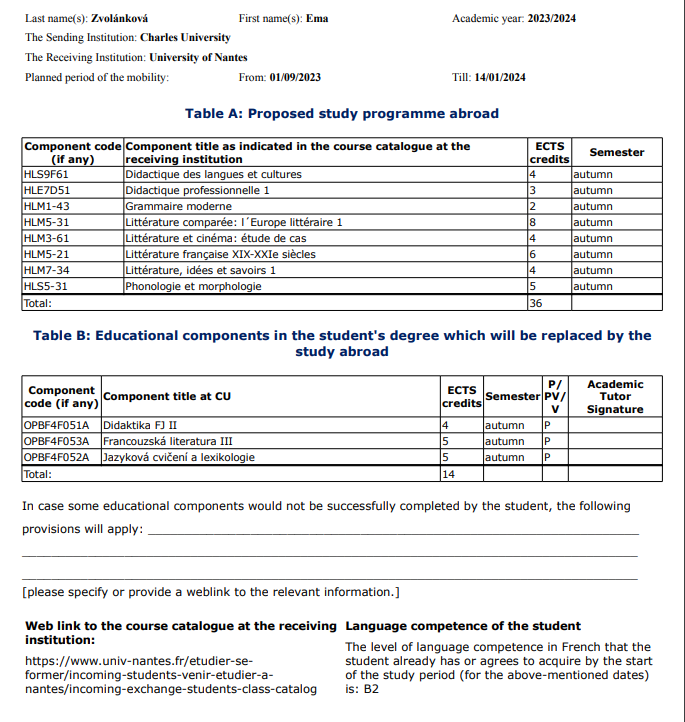 Last name(s): Zvolánková First name(s): Ema Academic year: 2023/2024
The Sending Institution: Charles University
The Receiving Institution: University of Nantes
Planned period of the mobility: From: 01/09/2023 Till: 14/01/2024
Table A: Proposed study programme abroad
Component code (if any) Component title as indicated in the course catalogue at the receiving institution ECTS credits Semester
HLS9F61 Didactique des langues et cultures 4 autumn
HLE7D51 Didactique professionnelle 1 3 autumn
HLM1-43 Grammaire moderne 2 autumn
HLM5-31 Littérature comparée: l´Europe littéraire 1 8 autumn
HLM3-61 Littérature et cinéma: étude de cas 4 autumn
HLM5-21 Littérature française XIX-XXIe siècles 6 autumn
HLM7-34 Littérature, idées et savoirs 1 4 autumn
HLS5-31 Phonologie et morphologie 5 autumn
Total: 36
Table B: Educational components in the student's degree which will be replaced by the
study abroad
Component code (if any) Component title at CU ECTS credits Semester P/ PV/ V Academic Tutor Signature
OPBF4F051A Didaktika FJ II 4 autumn P
OPBF4F053A Francouzská literatura III 5 autumn P
OPBF4F052A Jazyková cvičení a lexikologie 5 autumn P
Total: 14
In case some educational components would not be successfully completed by the student, the following
provisions will apply:
[please specify or provide a weblink to the relevant information.]
Web link to the course catalogue at the receiving
institution:
https://www.univ-nantes.fr/etudier-se-
former/incoming-students-venir-etudier-a-
nantes/incoming-exchange-students-class-catalog
Language competence of the student
The level of language competence in French that the
student already has or agrees to acquire by the start
of the study period (for the above-mentioned dates)
is: B2